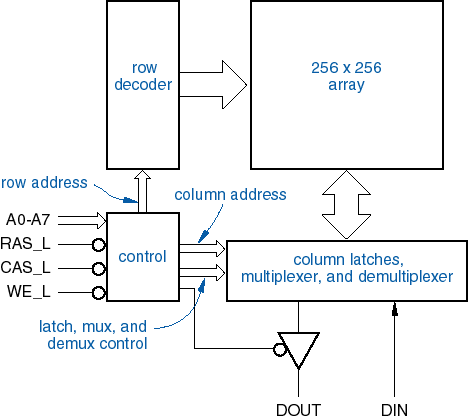 row
decoder
256 x 256
array
row address
column address
A0-A7
RAS_L
CAS_L
WE_L
control
column latches,
multiplexer, and demultiplexer
latch, mux, and
demux control
DOUT
DIN